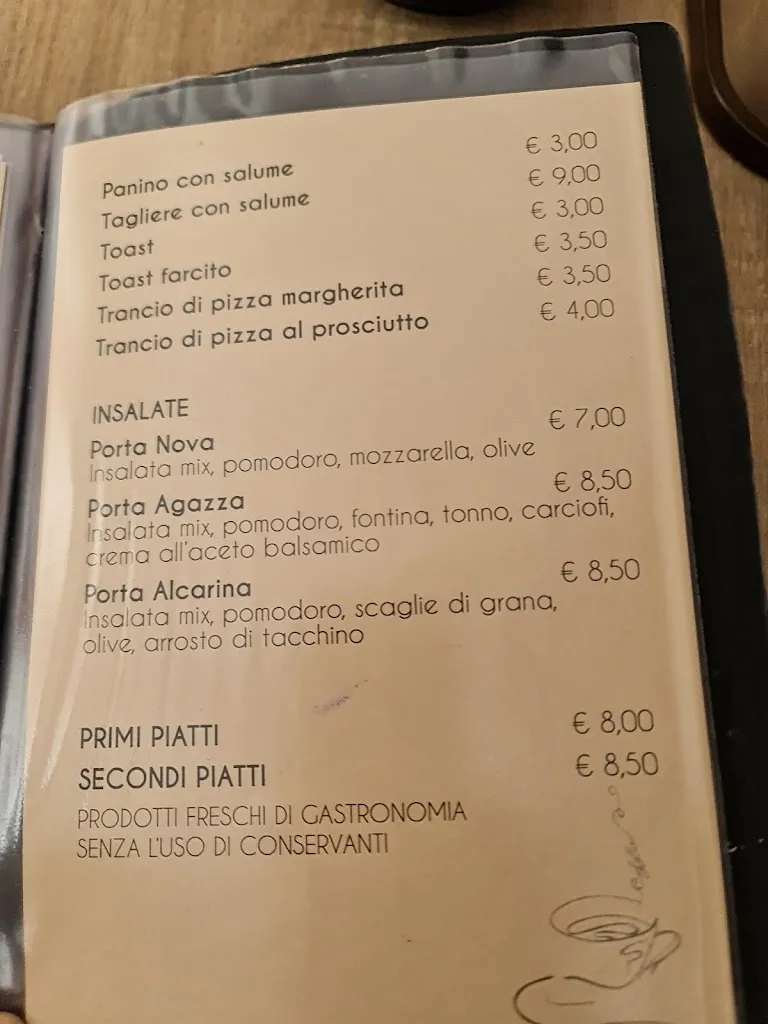 Panino con salume € 3,00
Tagliere con salume € 9,00
Toast € 3,00
Toast farcito € 3,50
Trancio di pizza margherita € 3,50
Trancio di pizza al prosciutto € 4,00
INSALATE
Porta Nova € 7,00
Insalata mix, pomodoro, mozzarella, olive
Porta Agazza € 8,50
Insalata mix, pomodoro, fontina, tonno, carciofi,
crema all'aceto balsamico
Porta Alcarina € 8,50
Insalata mix, pomodoro, scaglie di grana,
olive, arrosto di tacchino
PRIMI PIATTI € 8,00
SECONDI PIATTI € 8,50
PRODOTTI FRESCHI DI GASTRONOMIA
SENZA L'USO DI CONSERVANTI